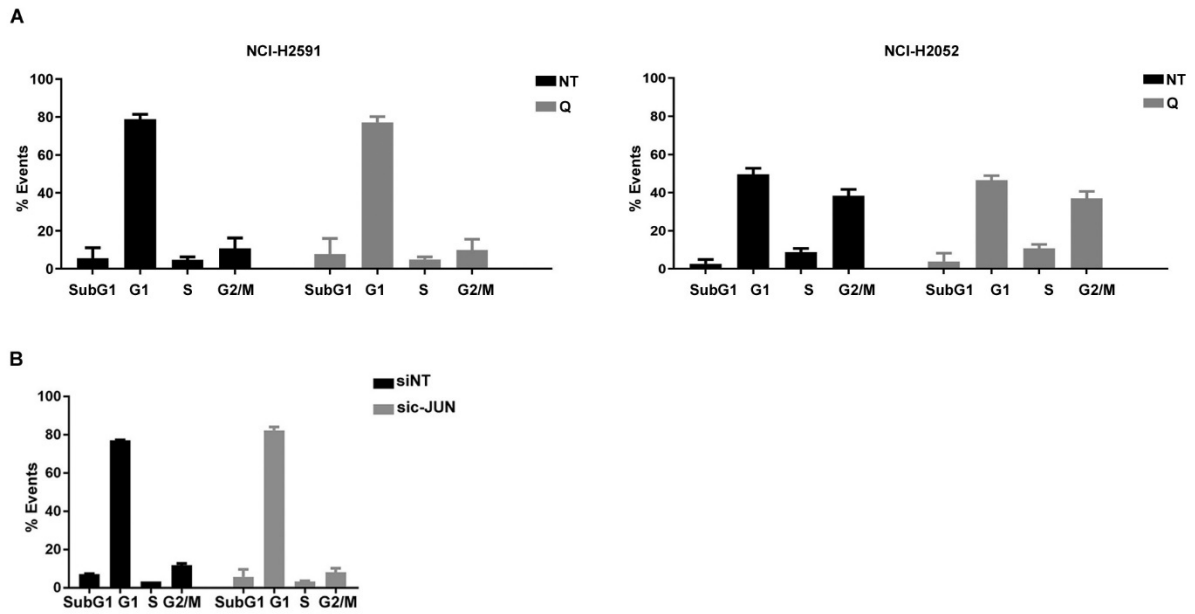 A
NCI-H2591
NT
Q
100
80
60
40
20
0
% Events
SubG1 G1 S G2/M SubG1 G1 S G2/M
NCI-H2052
NT
Q
100
80
60
40
20
0
% Events
SubG1 G1 S G2/M SubG1 G1 S G2/M
B
siNT
sic-JUN
100
80
60
40
20
0
% Events
SubG1 G1 S G2/M SubG1 G1 S G2/M